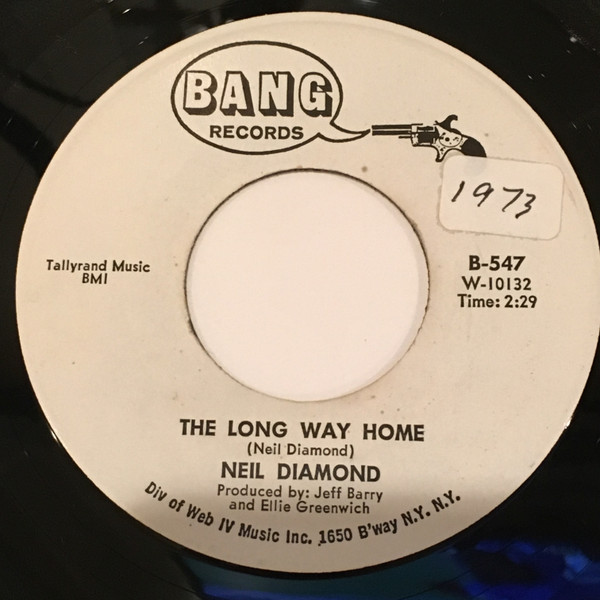 BANG
RECORDS
1973
Tallyrand Music
BMI
B-547
W-10132
Time: 2:29
THE LONG WAY HOME
(Neil Diamond)
NEIL DIAMOND
Produced by: Jeff Barry
and Ellie Greenwich
Div of Web IV Music Inc. 1650 B'way N.Y. N.Y.